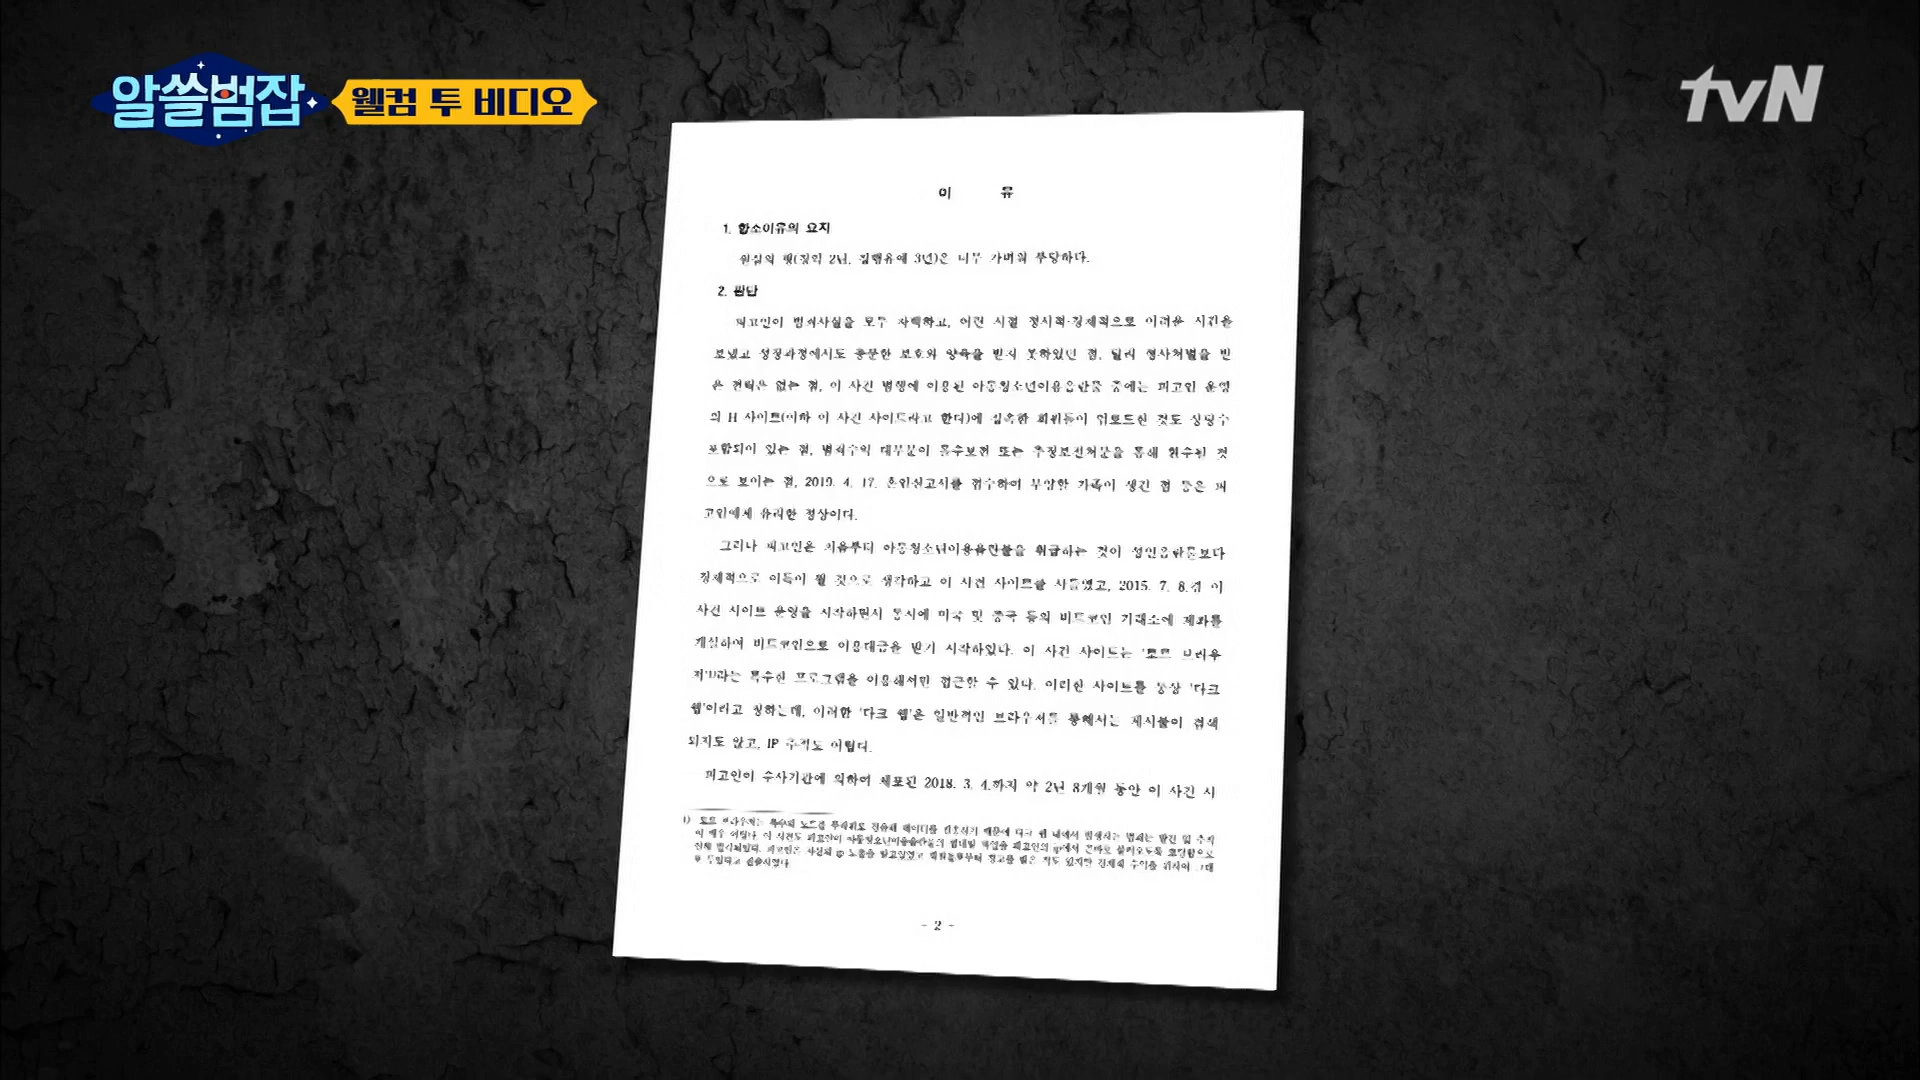 알쓸범잡
웰컴 투 비디오
tvN
이 유
1. 항소이유의 요지
원심의 형(징역 2년, 집행유예 3년)은 너무 가벼워 부당하다.
2. 판단
피고인이 범죄사실을 모두 자백하고, 어린 시절 정서적·경제적으로 어려운 시간을
보냈고 성장과정에서도 충분한 보호와 양육을 받지 못하였던 점, 달리 형사처벌을 받
은 전력은 없는 점, 이 사건 범행에 이용된 아동청소년이용음란물 중에는 피고인 운영
의 H 사이트(이하 이 사건 사이트라고 한다)에 접속한 회원들이 업로드한 것도 상당수
포함되어 있는 점, 범죄수익 대부분이 몰수보전 또는 추징보전처분을 통해 환수될 것
으로 보이는 점, 2019. 4. 17. 혼인신고서를 접수하여 부양할 가족이 생긴 점 등은 피
고인에게 유리한 정상이다.
그러나 피고인은 처음부터 아동청소년이용음란물을 취급하는 것이 성인음란물보다
경제적으로 이득이 될 것으로 생각하고 이 사건 사이트를 사들였고, 2015. 7. 8.경 이
사건 사이트 운영을 시작하면서 동시에 미국 및 중국 등의 비트코인 거래소에 계좌를
개설하여 비트코인으로 이용대금을 받기 시작하였다. 이 사건 사이트는 '토르 브라우
저'1)라는 특수한 프로그램을 이용해서만 접근할 수 있다. 이러한 사이트를 통상 '다크
웹'이라고 칭하는데, 이러한 '다크 웹'은 일반적인 브라우저를 통해서는 게시물이 검색
되지도 않고, IP 추적도 어렵다.
피고인이 수사기관에 의하여 체포된 2018. 3. 4.까지 약 2년 8개월 동안 이 사건 사
1) 토르 브라우저는
- 2 -